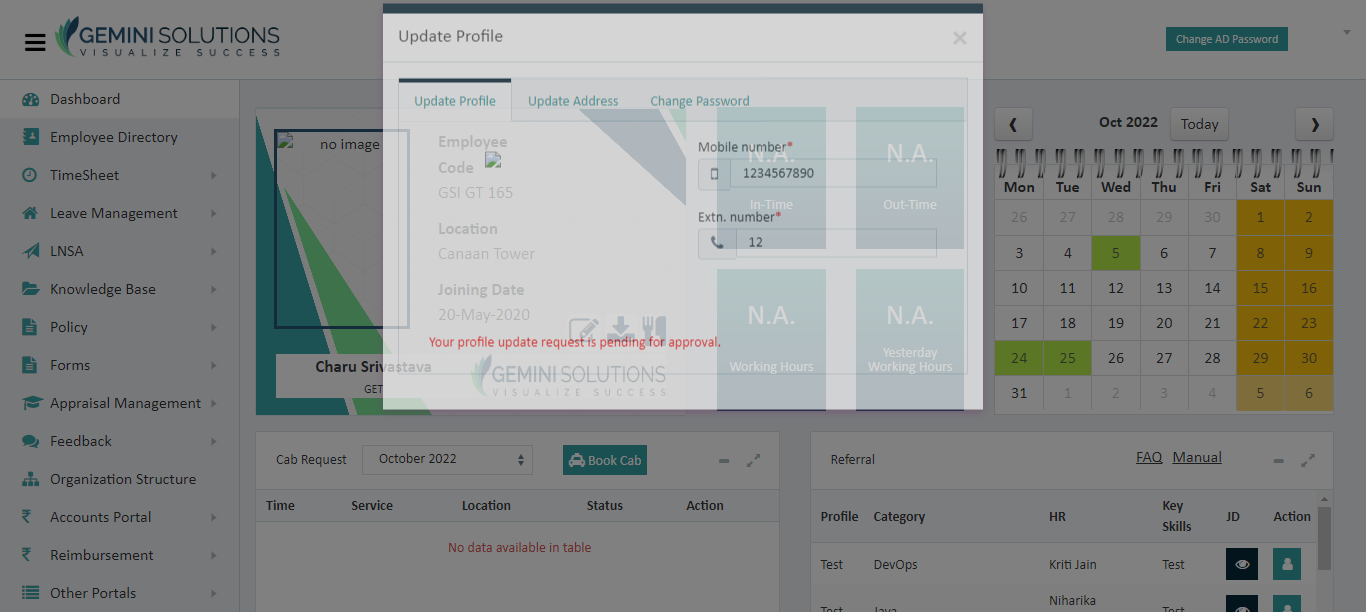 GEMINI SOLUTIONS
VISUALIZE SUCCESS
Change AD Password
Dashboard
Employee Directory
TimeSheet
Leave Management
LNSA
Knowledge Base
Policy
Forms
Appraisal Management
Feedback
Organization Structure
Accounts Portal
Reimbursement
Other Portals
Update Profile
×
Update Profile Update Address Change Password
Mobile number*
1234567890
Extn. number*
12
Your profile update request is pending for approval.
no image
Charu Srivastava
GET
Employee
Code
GSI GT 165
Location
Canaan Tower
Joining Date
20-May-2020
GEMINI SOLUTIONS
VISUALIZE SUCCESS
N.A.
In-Time
N.A.
Out-Time
N.A.
Working Hours
N.A.
Yesterday
Working Hours
Oct 2022 Today
Mon Tue Wed Thu Fri Sat Sun
26 27 28 29 30 1 2
3 4 5 6 7 8 9
10 11 12 13 14 15 16
17 18 19 20 21 22 23
24 25 26 27 28 29 30
31 1 2 3 4 5 6
Cab Request October 2022 Book Cab
Time Service Location Status Action
No data available in table
Referral FAQ Manual
Profile Category HR Key Skills JD Action
Test DevOps Kriti Jain Test
Test Java Niharika Test